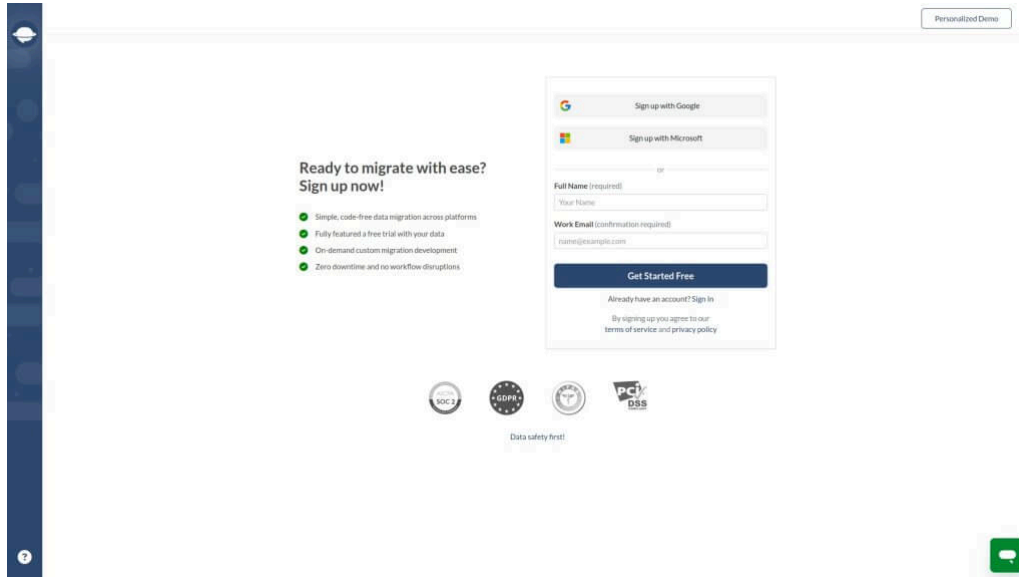 Personalized Demo
Ready to migrate with ease?
Sign up now!
Simple, code-free data migration across platforms
Fully featured a free trial with your data
On-demand custom migration development
Zero downtime and no workflow disruptions
Sign up with Google
Sign up with Microsoft
or
Full Name (required)
Your Name
Work Email (confirmation required)
name@example.com
Get Started Free
Already have an account? Sign in
By signing up you agree to our
terms of service and privacy policy
SOC 2
GDPR
PCI
DSS
Data safety first!
?